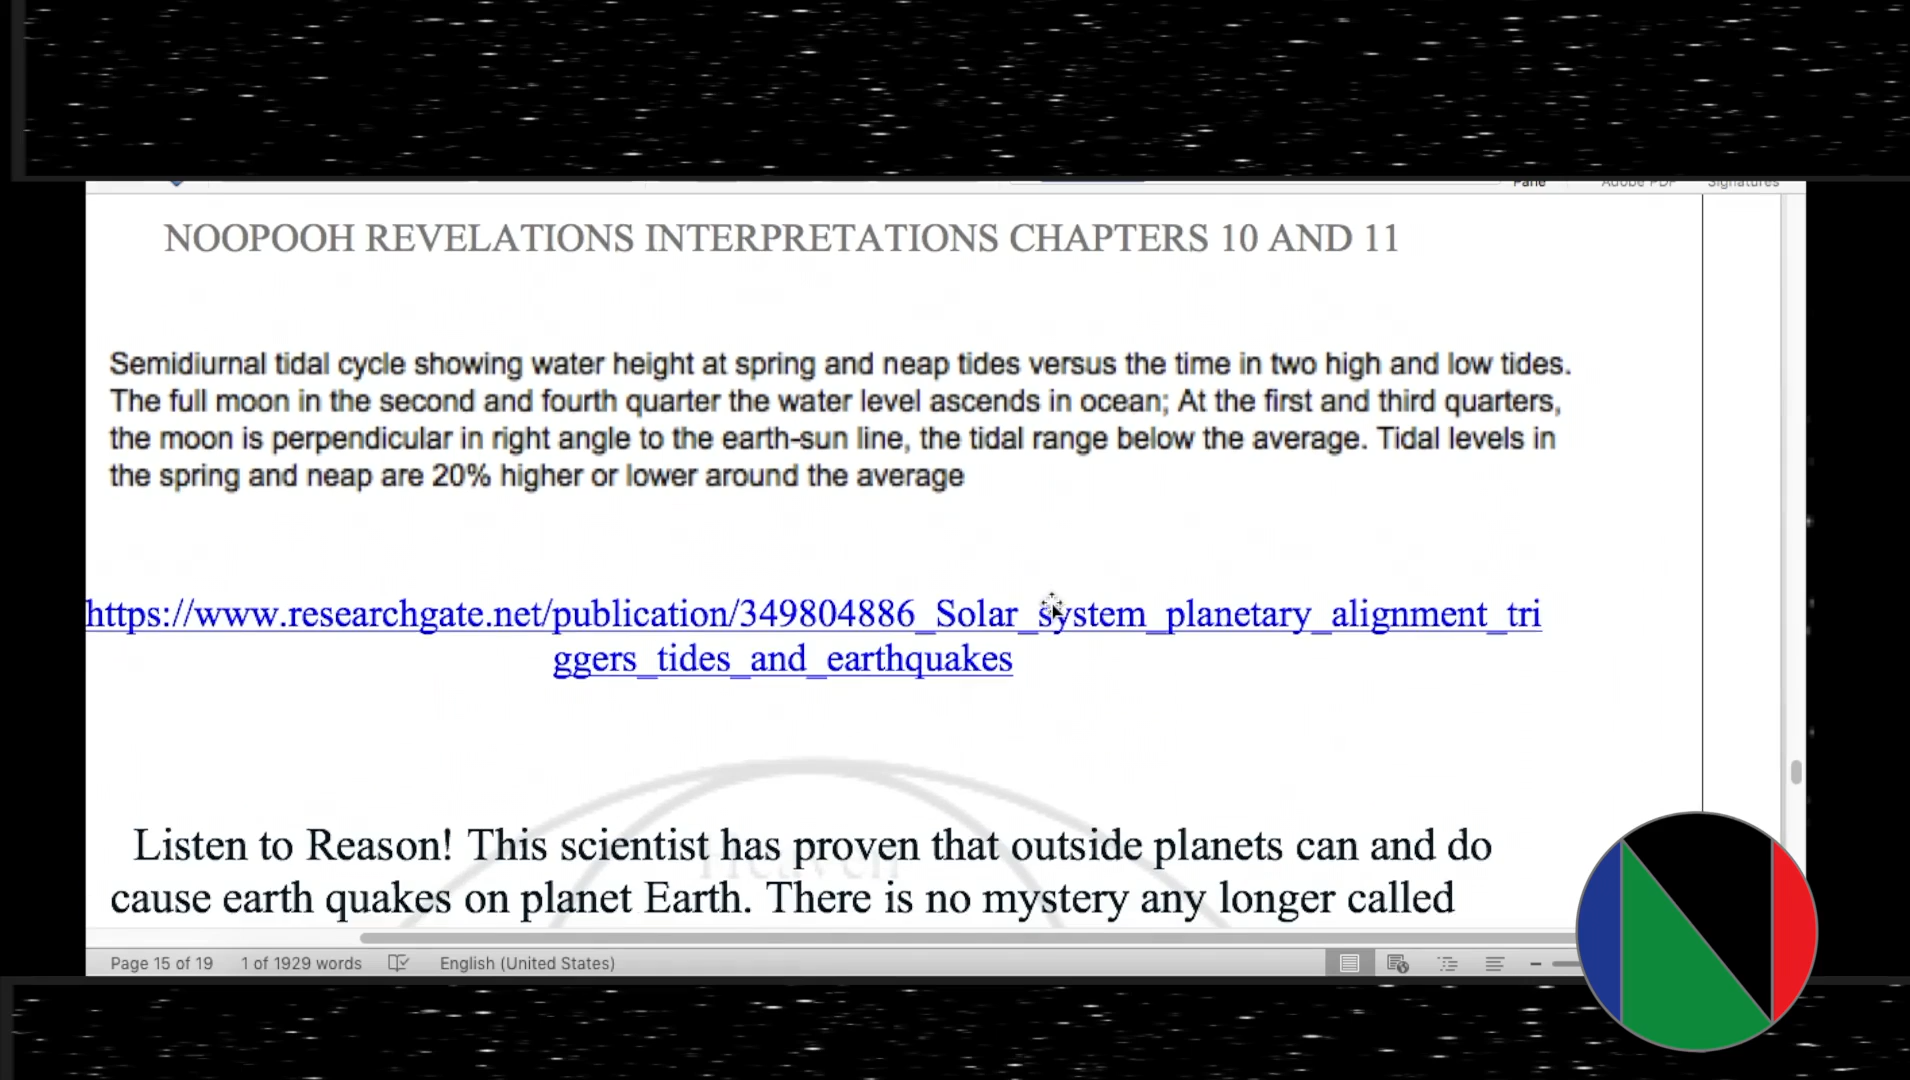 Pane Adobe PDF Signatures
NOOPOOH REVELATIONS INTERPRETATIONS CHAPTERS 10 AND 11
Semidiurnal tidal cycle showing water height at spring and neap tides versus the time in two high and low tides.
The full moon in the second and fourth quarter the water level ascends in ocean; At the first and third quarters,
the moon is perpendicular in right angle to the earth-sun line, the tidal range below the average. Tidal levels in
the spring and neap are 20% higher or lower around the average
https://www.researchgate.net/publication/349804886_Solar_system_planetary_alignment_tri
ggers_tides_and_earthquakes
Heaven
Listen to Reason! This scientist has proven that outside planets can and do
cause earth quakes on planet Earth. There is no mystery any longer called
Page 15 of 19 1 of 1929 words English (United States)